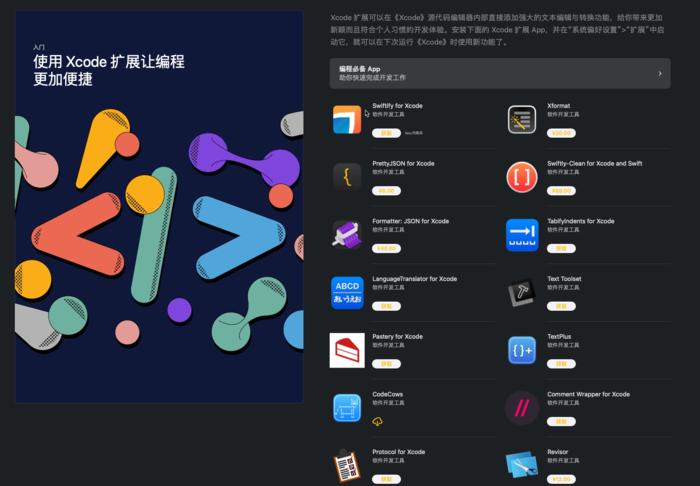 入门
使用 Xcode 扩展让编程
更加便捷
Xcode 扩展可以在《Xcode》源代码编辑器内部直接添加强大的文本编辑与转换功能，给你带来更加
新颖而且符合个人习惯的开发体验。安装下面的 Xcode 扩展 App，并在“系统偏好设置”>“扩展”中启
动它，就可以在下次运行《Xcode》时使用新功能了。
编程必备 App
助你快速完成开发工作
Swiftify for Xcode
软件开发工具
获取
App 内购买
Xformat
软件开发工具
PrettyJSON for Xcode
软件开发工具
¥6.00
Swiftly-Clean for Xcode and Swift
软件开发工具
¥68.00
Formatter: JSON for Xcode
软件开发工具
¥40.00
TabifyIndents for Xcode
软件开发工具
获取
ABCD
あいうえお
LanguageTranslator for Xcode
软件开发工具
获取
Text Toolset
软件开发工具
获取
Pastery for Xcode
软件开发工具
获取
TextPlus
软件开发工具
获取
CodeCows
软件开发工具
Comment Wrapper for Xcode
软件开发工具
获取
Protocol for Xcode
软件开发工具
获取
Revisor
软件开发工具
¥12.00